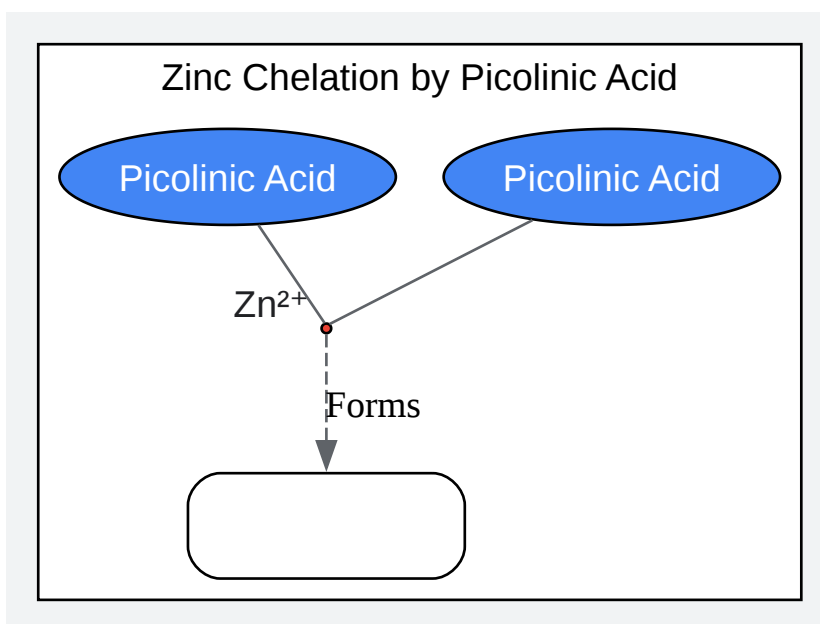 Zinc Chelation by Picolinic Acid
Picolinic Acid
Picolinic Acid
Zn²⁺
Forms